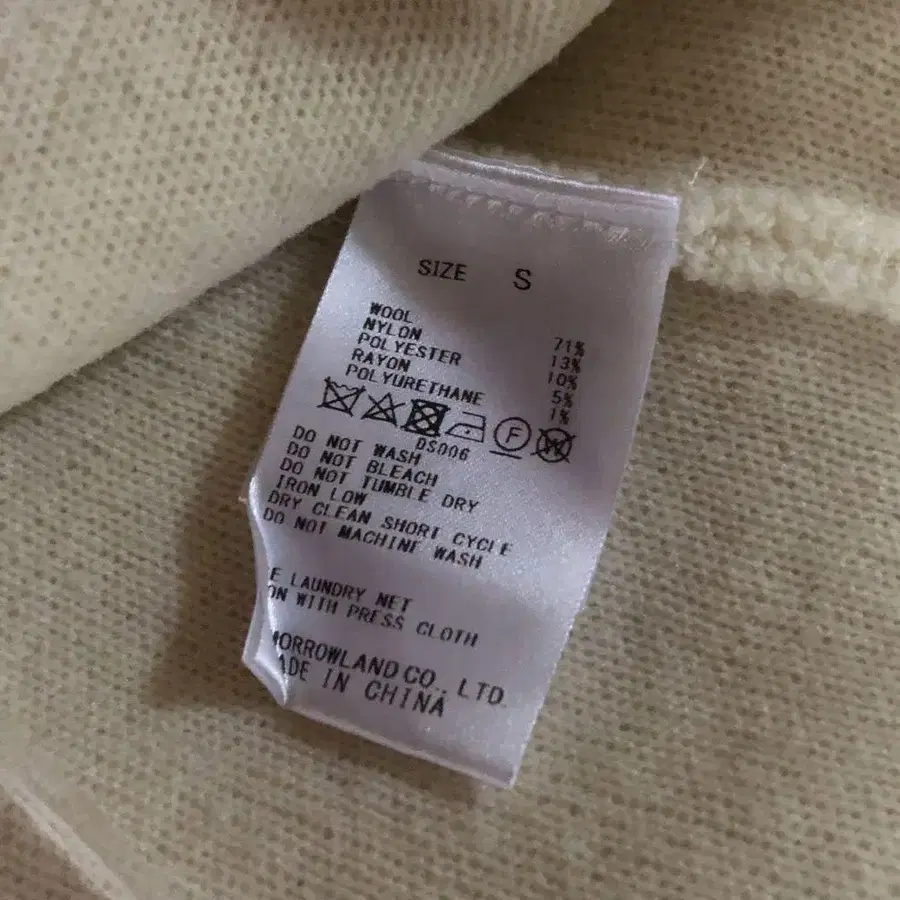 SIZE S
WOOL 71%
NYLON 13%
POLYESTER 10%
RAYON 5%
POLYURETHANE 1%
F W
DS006
DO NOT WASH
DO NOT BLEACH
DO NOT TUMBLE DRY
IRON LOW
DRY CLEAN SHORT CYCLE
DO NOT MACHINE WASH
LAUNDRY NET
WITH PRESS CLOTH
ORROWLAND CO., LTD.
ADE IN CHINA